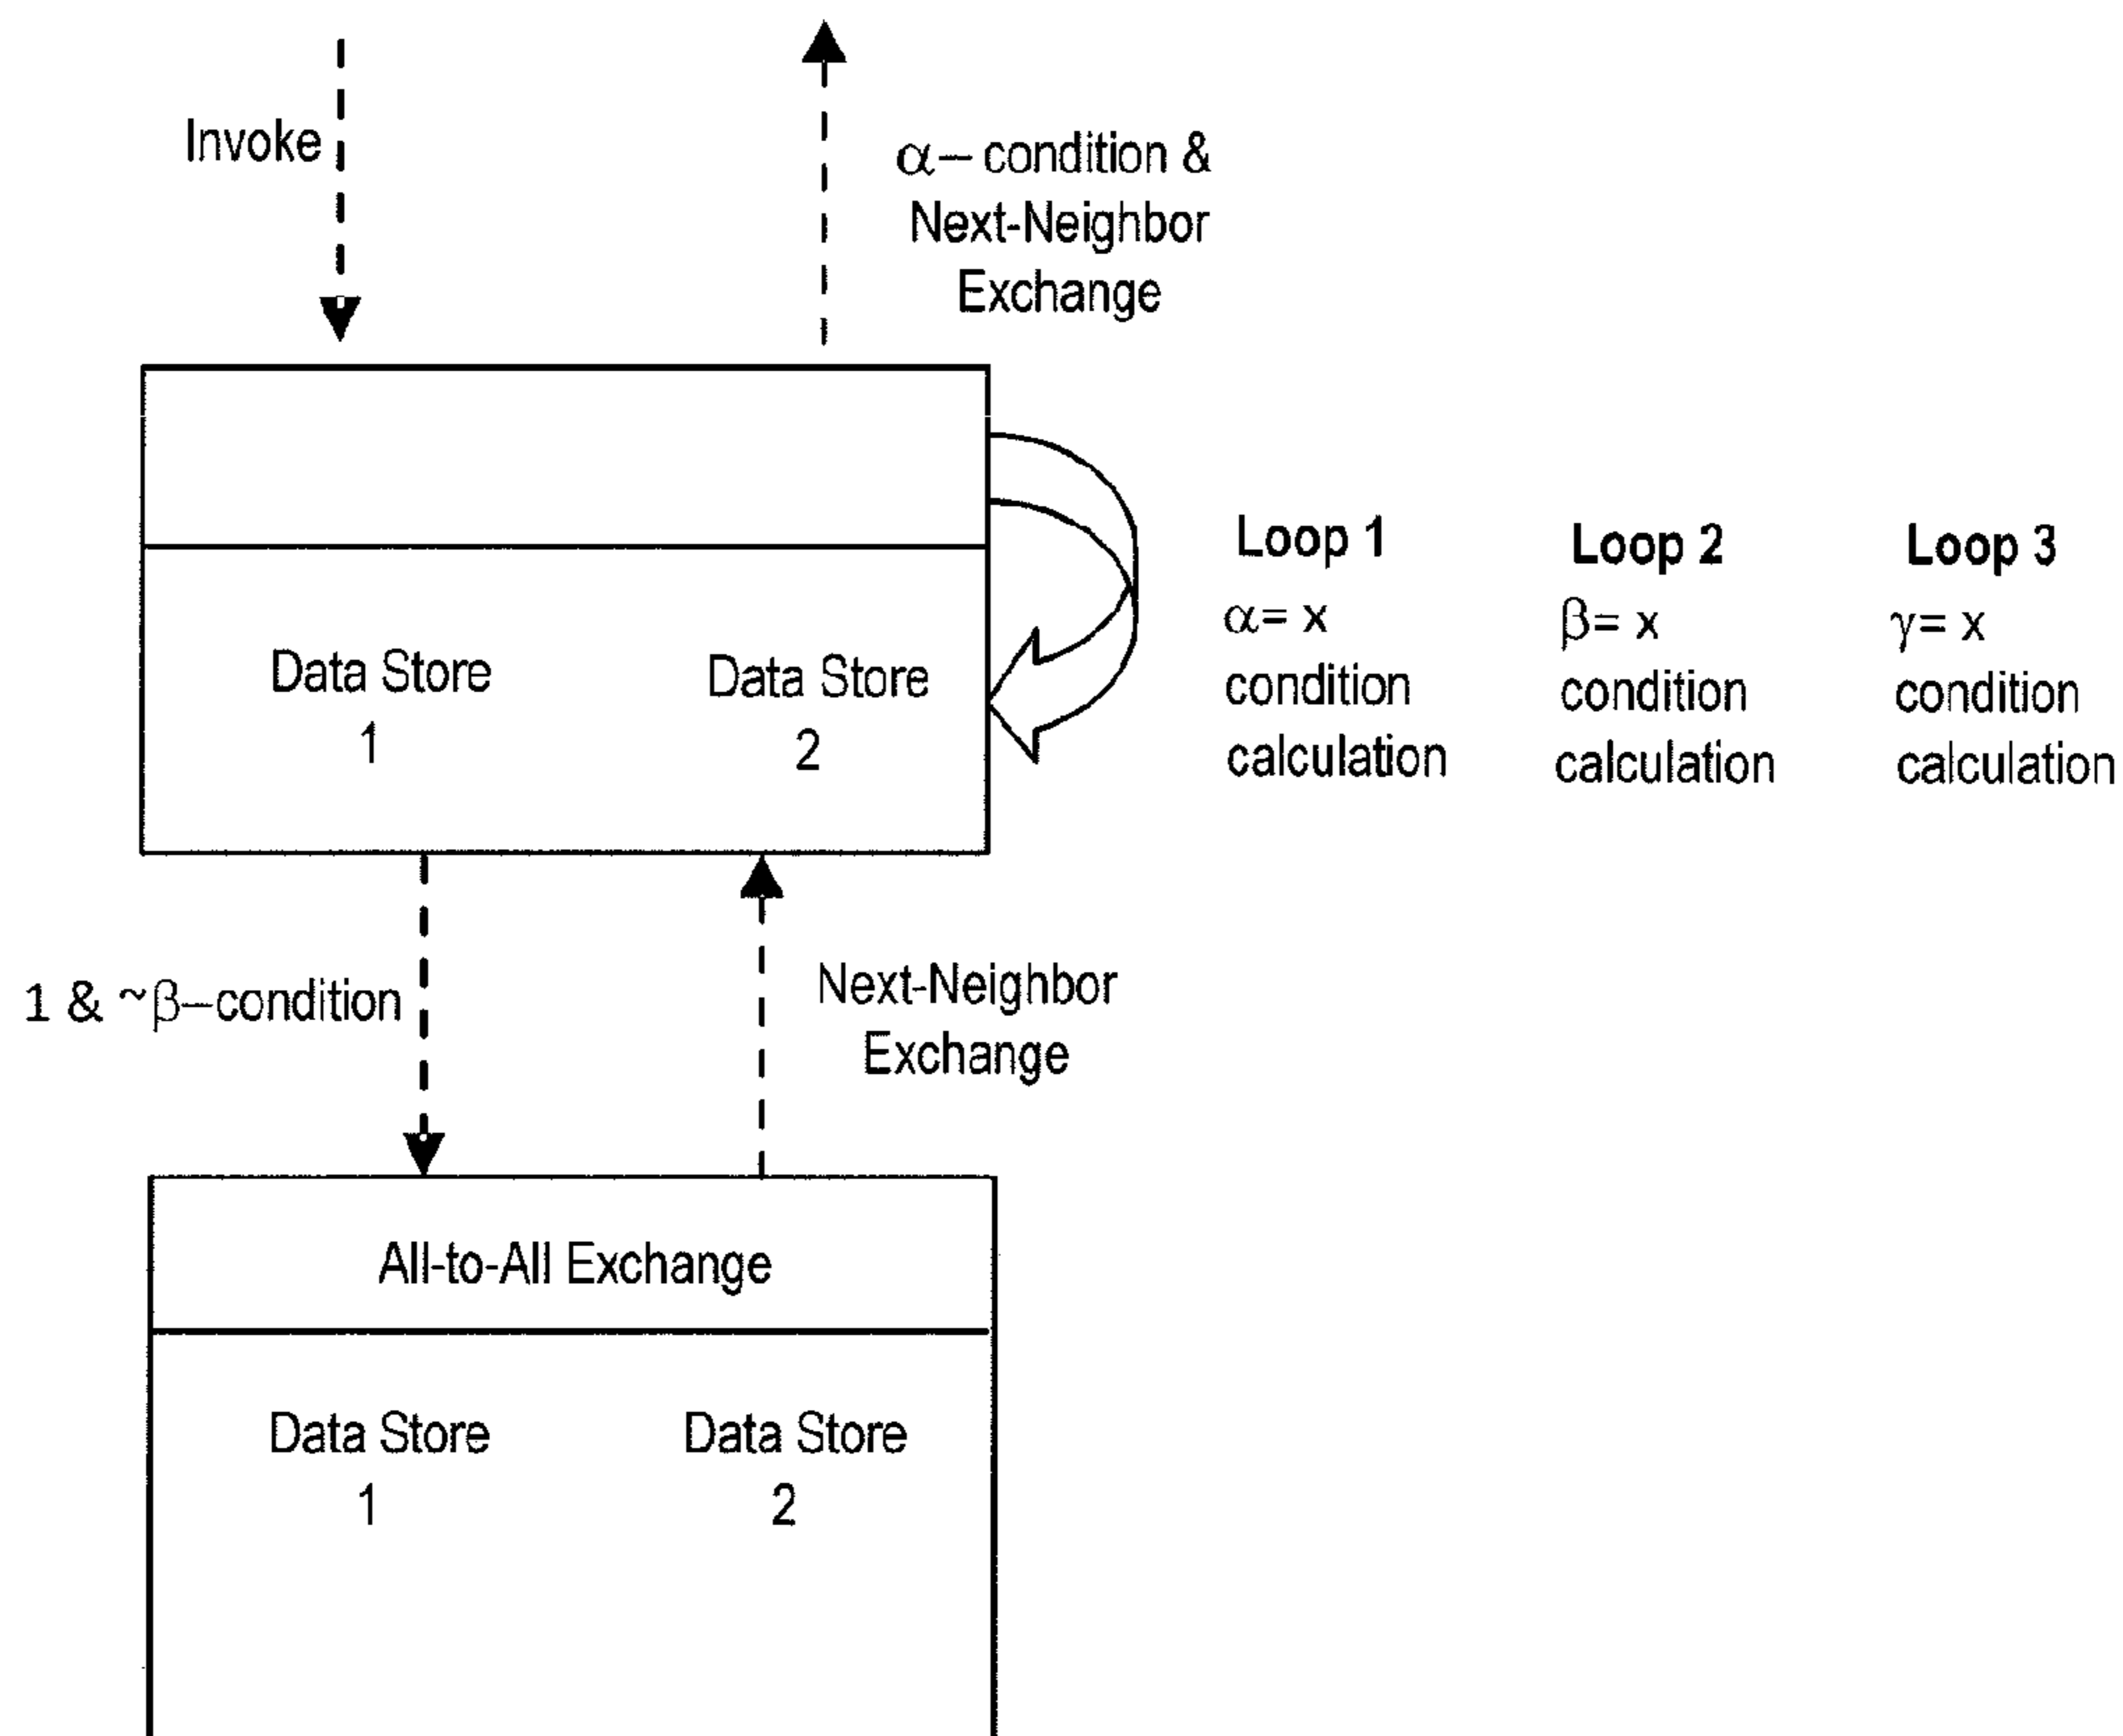 Invoke
α– condition &
Next-Neighbor
Exchange
Loop 1
α= x
condition
calculation
Loop 2
β= x
condition
calculation
Loop 3
γ= x
condition
calculation
Data Store
1
Data Store
2
1 & ~β–condition
Next-Neighbor
Exchange
All-to-All Exchange
Data Store
1
Data Store
2